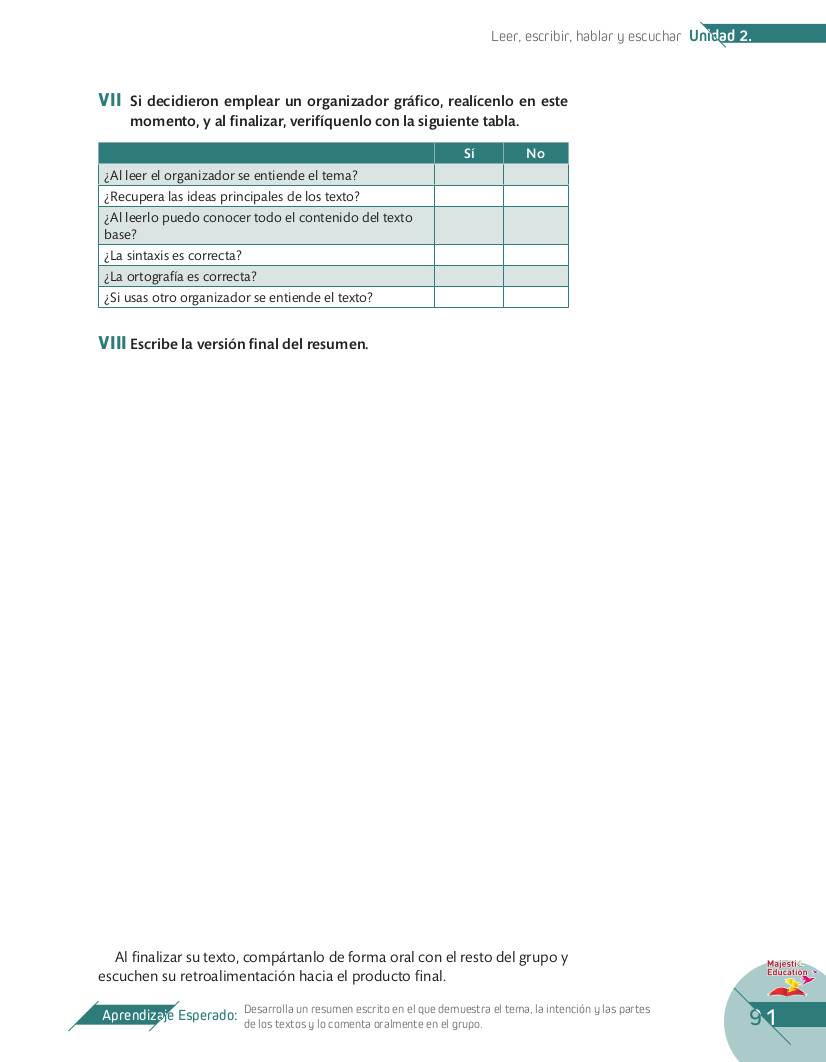 Leer, escribir, hablar y escuchar Unidad 2.
VII Si decidieron emplear un organizador gráfico, realícenlo en este
momento, y al finalizar, verifíquenlo con la siguiente tabla.
Sí No
¿Al leer el organizador se entiende el tema?
¿Recupera las ideas principales de los texto?
¿Al leerlo puedo conocer todo el contenido del texto
base?
¿La sintaxis es correcta?
¿La ortografía es correcta?
¿Si usas otro organizador se entiende el texto?
VIII Escribe la versión final del resumen.
Al finalizar su texto, compártanlo de forma oral con el resto del grupo y
escuchen su retroalimentación hacia el producto final.
Aprendizaje Esperado: Desarrolla un resumen escrito en el que demuestra el tema, la intención y las partes
de los textos y lo comenta oralmente en el grupo.
Majestic
Education
91